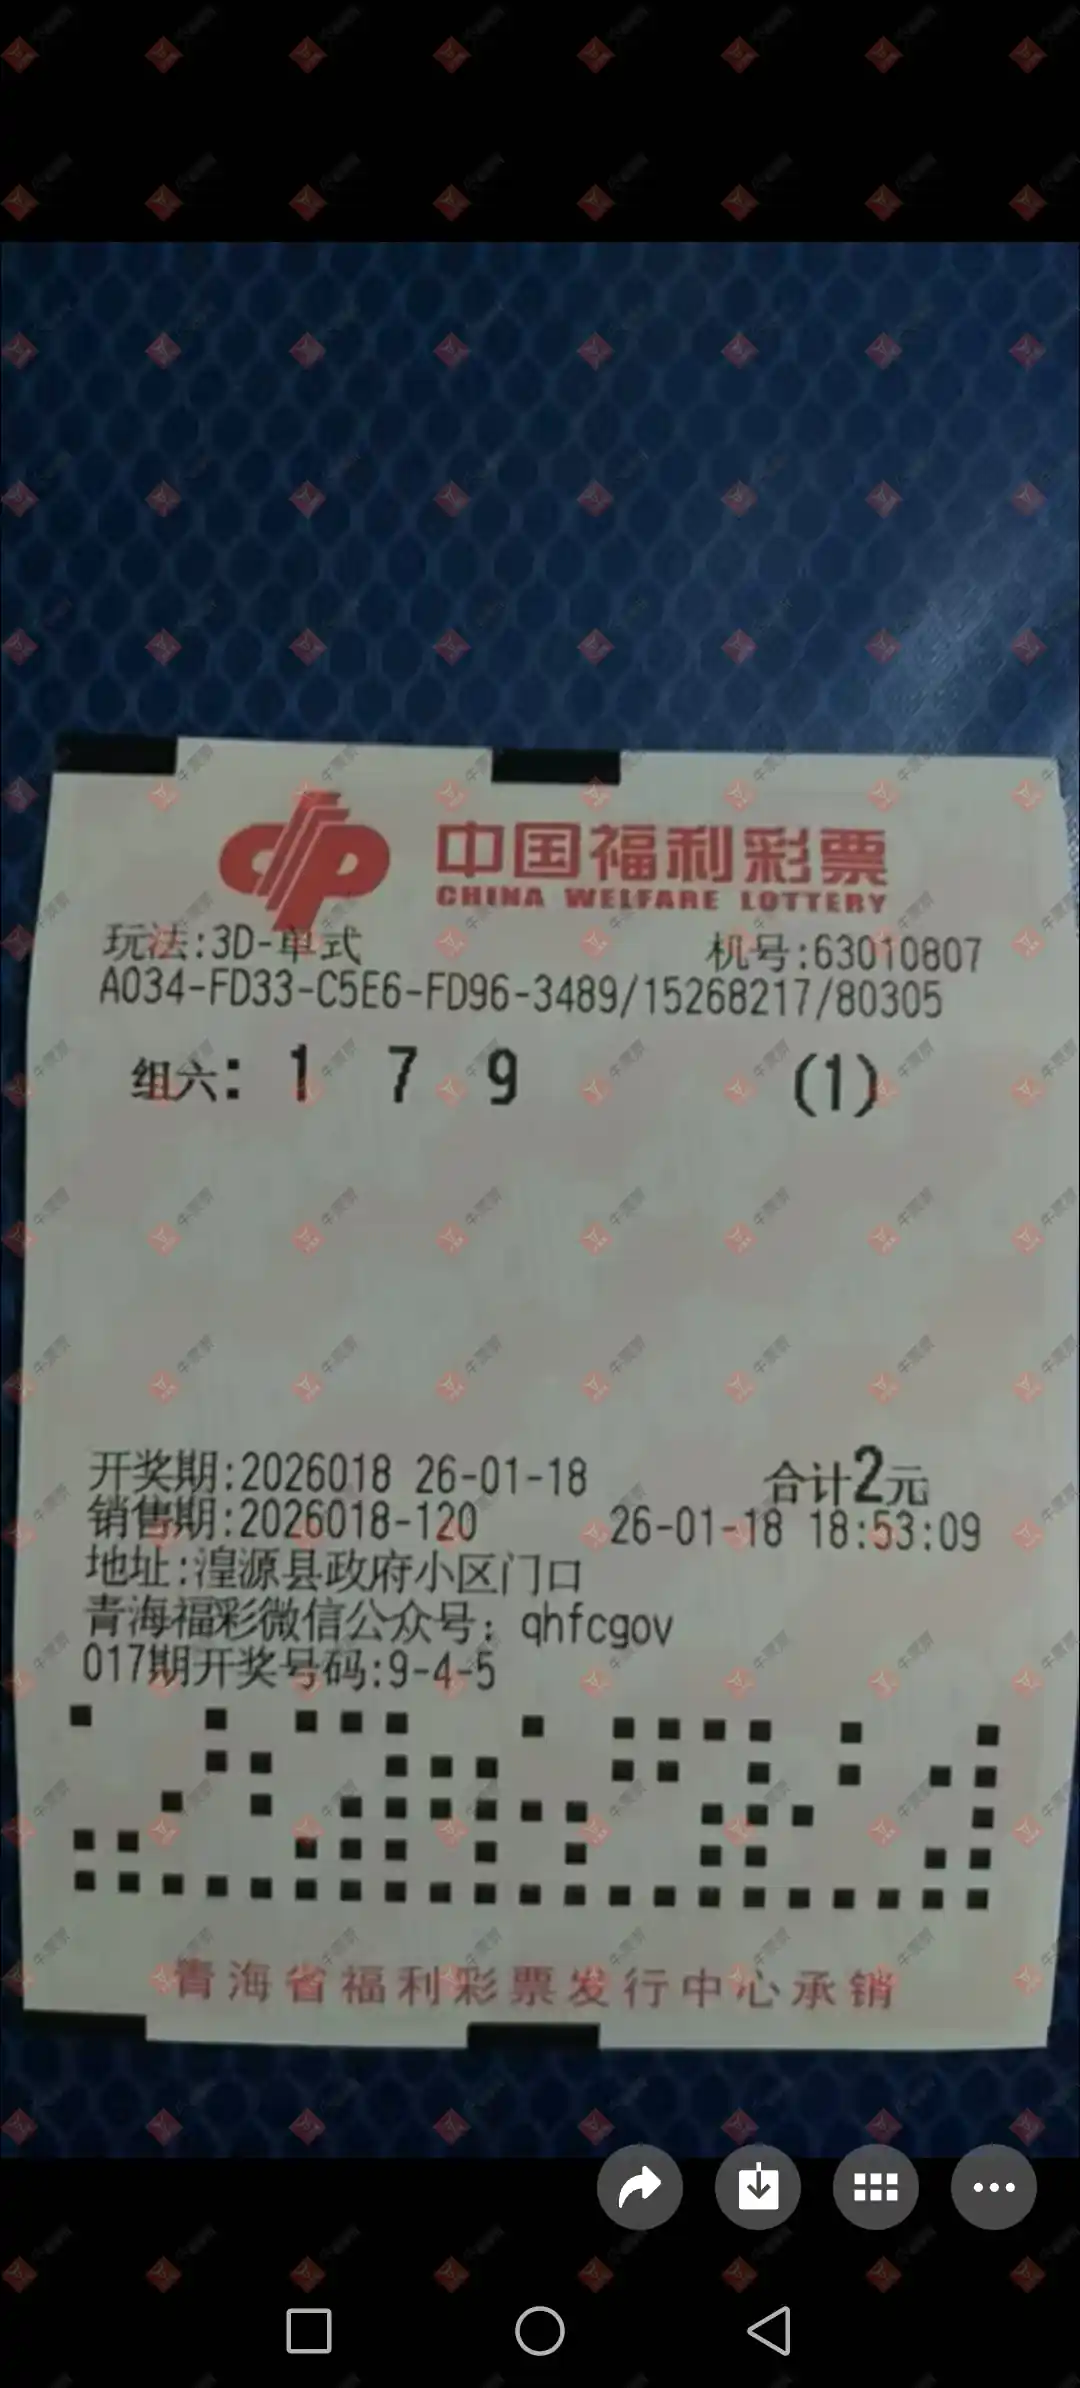 中国福利彩票
CHINA WELFARE LOTTERY
玩法:3D-单式 机号:63010807
A034-FD33-C5E6-FD96-3489/15268217/80305
组六: 1 7 9 (1)
开奖期:2026018 26-01-18 合计2元
销售期:2026018-120 26-01-18 18:53:09
地址:湟源县政府小区门口
青海福彩微信公众号: qhfcgov
017期开奖号码:9-4-5
青海省福利彩票发行中心承销